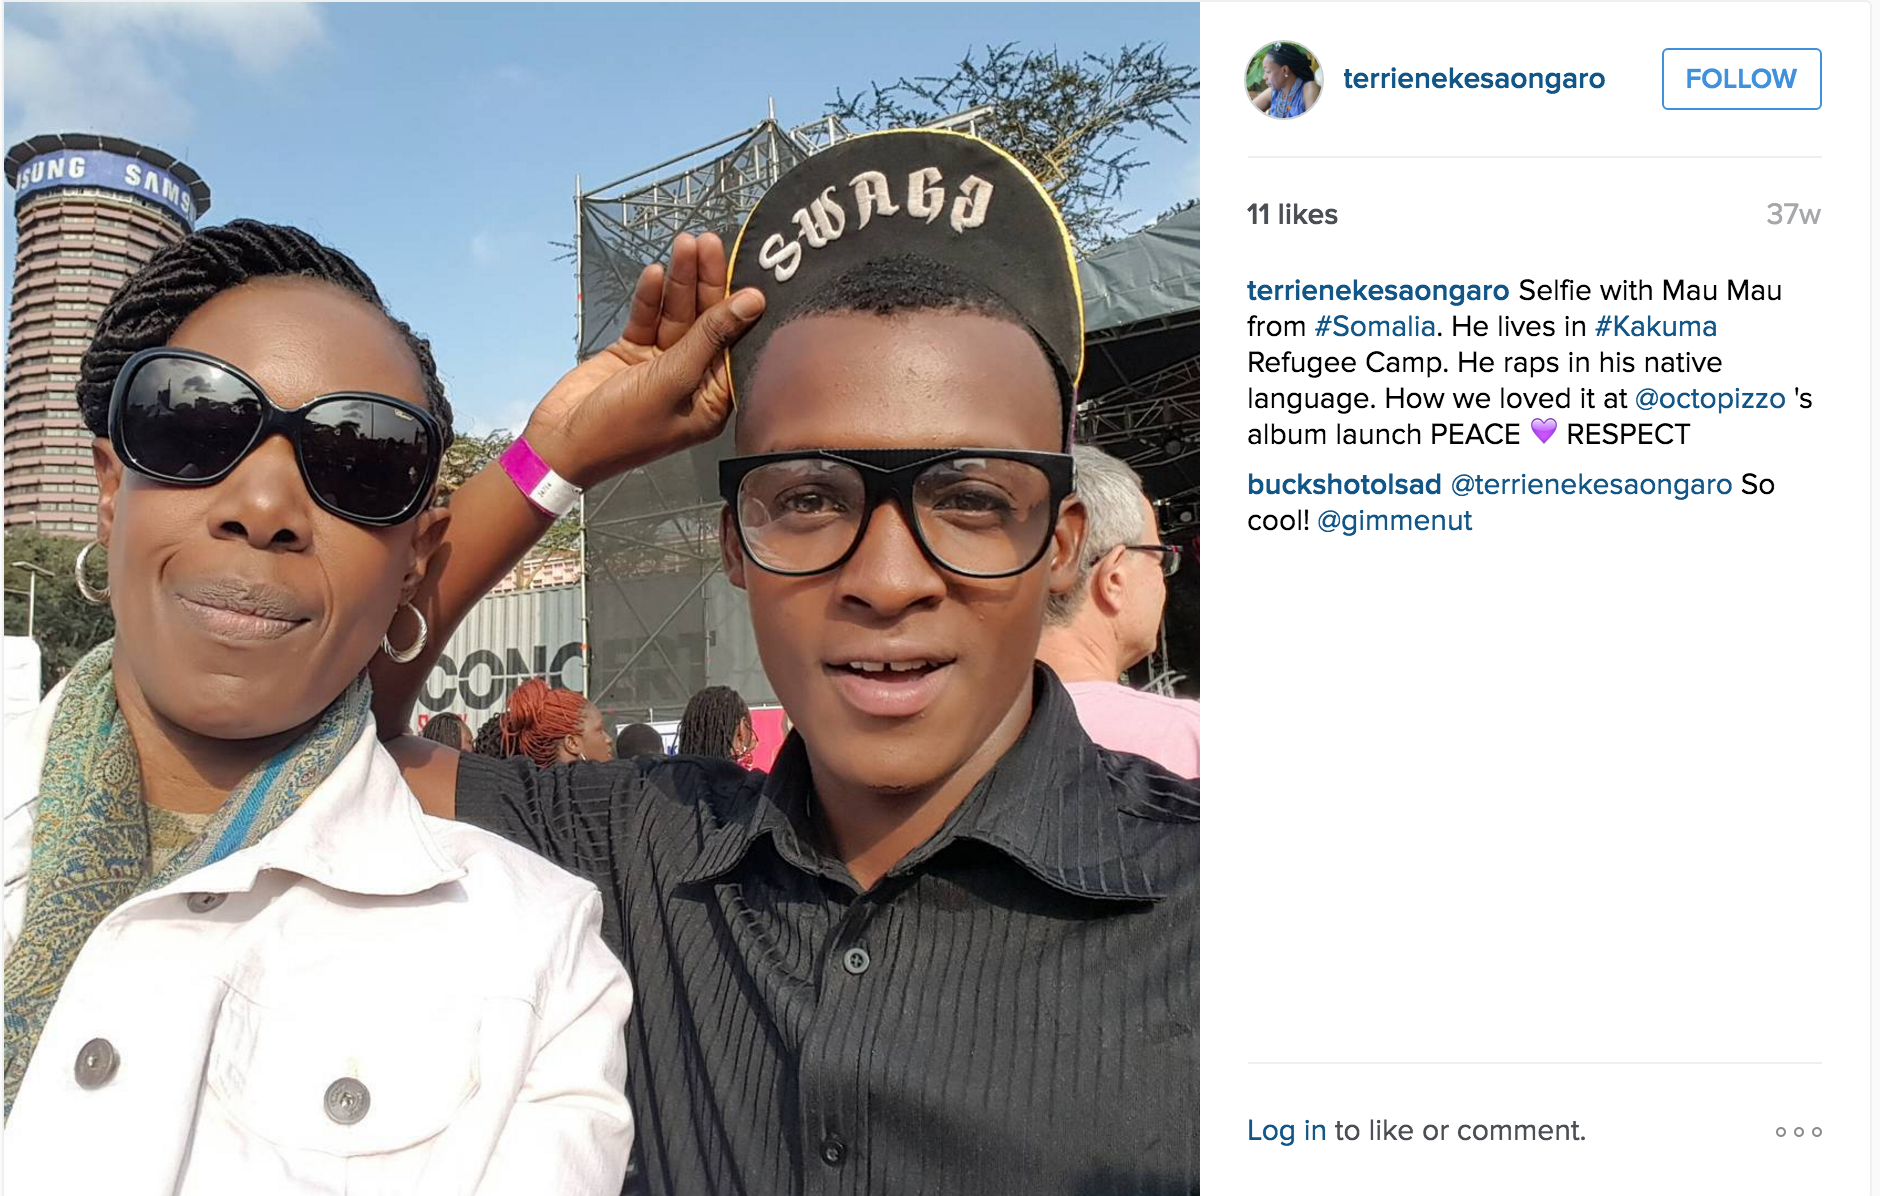 SUNG SAMS
SWAGA
CONCERT
terrienekesaongaro
FOLLOW
11 likes
37w
terrienekesaongaro Selfie with Mau Mau
from #Somalia. He lives in #Kakuma
Refugee Camp. He raps in his native
language. How we loved it at @octopizzo 's
album launch PEACE 💜 RESPECT
buckshotolsad @terrienekesaongaro So
cool! @gimmenut
Log in to like or comment.